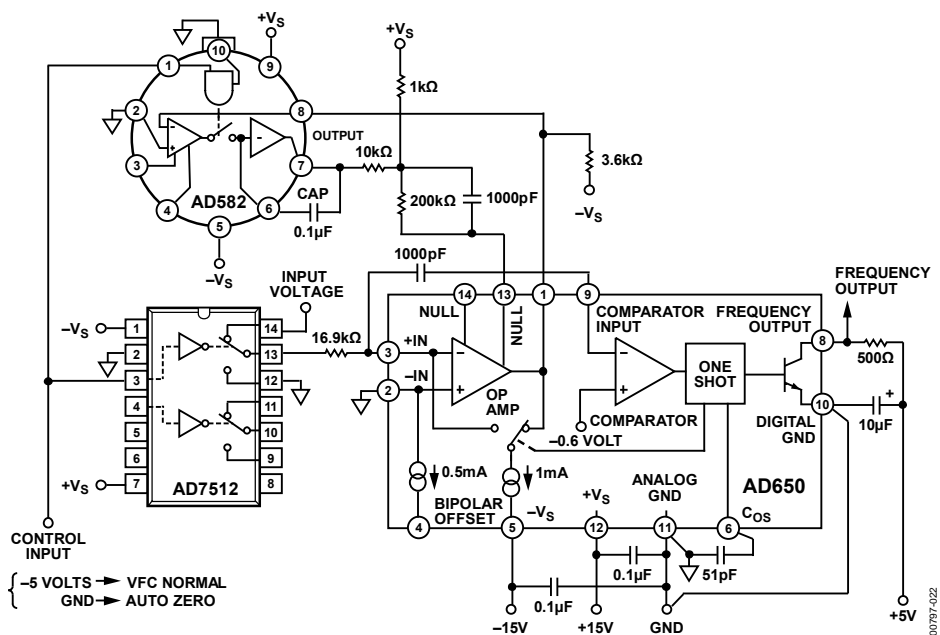 +VS
10
1
9
+VS
2
8
1kΩ
OUTPUT
10kΩ
3
7
3.6kΩ
AD582
CAP
200kΩ
1000pF
–VS
4
6
0.1µF
5
–VS
1000pF
INPUT
VOLTAGE
FREQUENCY
OUTPUT
14
13
1
9
NULL
NULL
COMPARATOR
INPUT
FREQUENCY
OUTPUT
–VS
1
14
16.9kΩ
+IN
8
2
13
3
500Ω
3
12
–IN
2
OP
AMP
ONE
SHOT
4
11
COMPARATOR
10
5
10
–0.6 VOLT
DIGITAL
GND
10µF
+
6
9
0.5mA
1mA
+VS
7
8
ANALOG
GND
AD650
AD7512
BIPOLAR
OFFSET
–VS
+VS
COS
4
5
12
11
6
CONTROL
INPUT
0.1µF
51pF
–5 VOLTS
VFC NORMAL
GND
AUTO ZERO
0.1µF
–15V
+15V
GND
+5V
00797-022